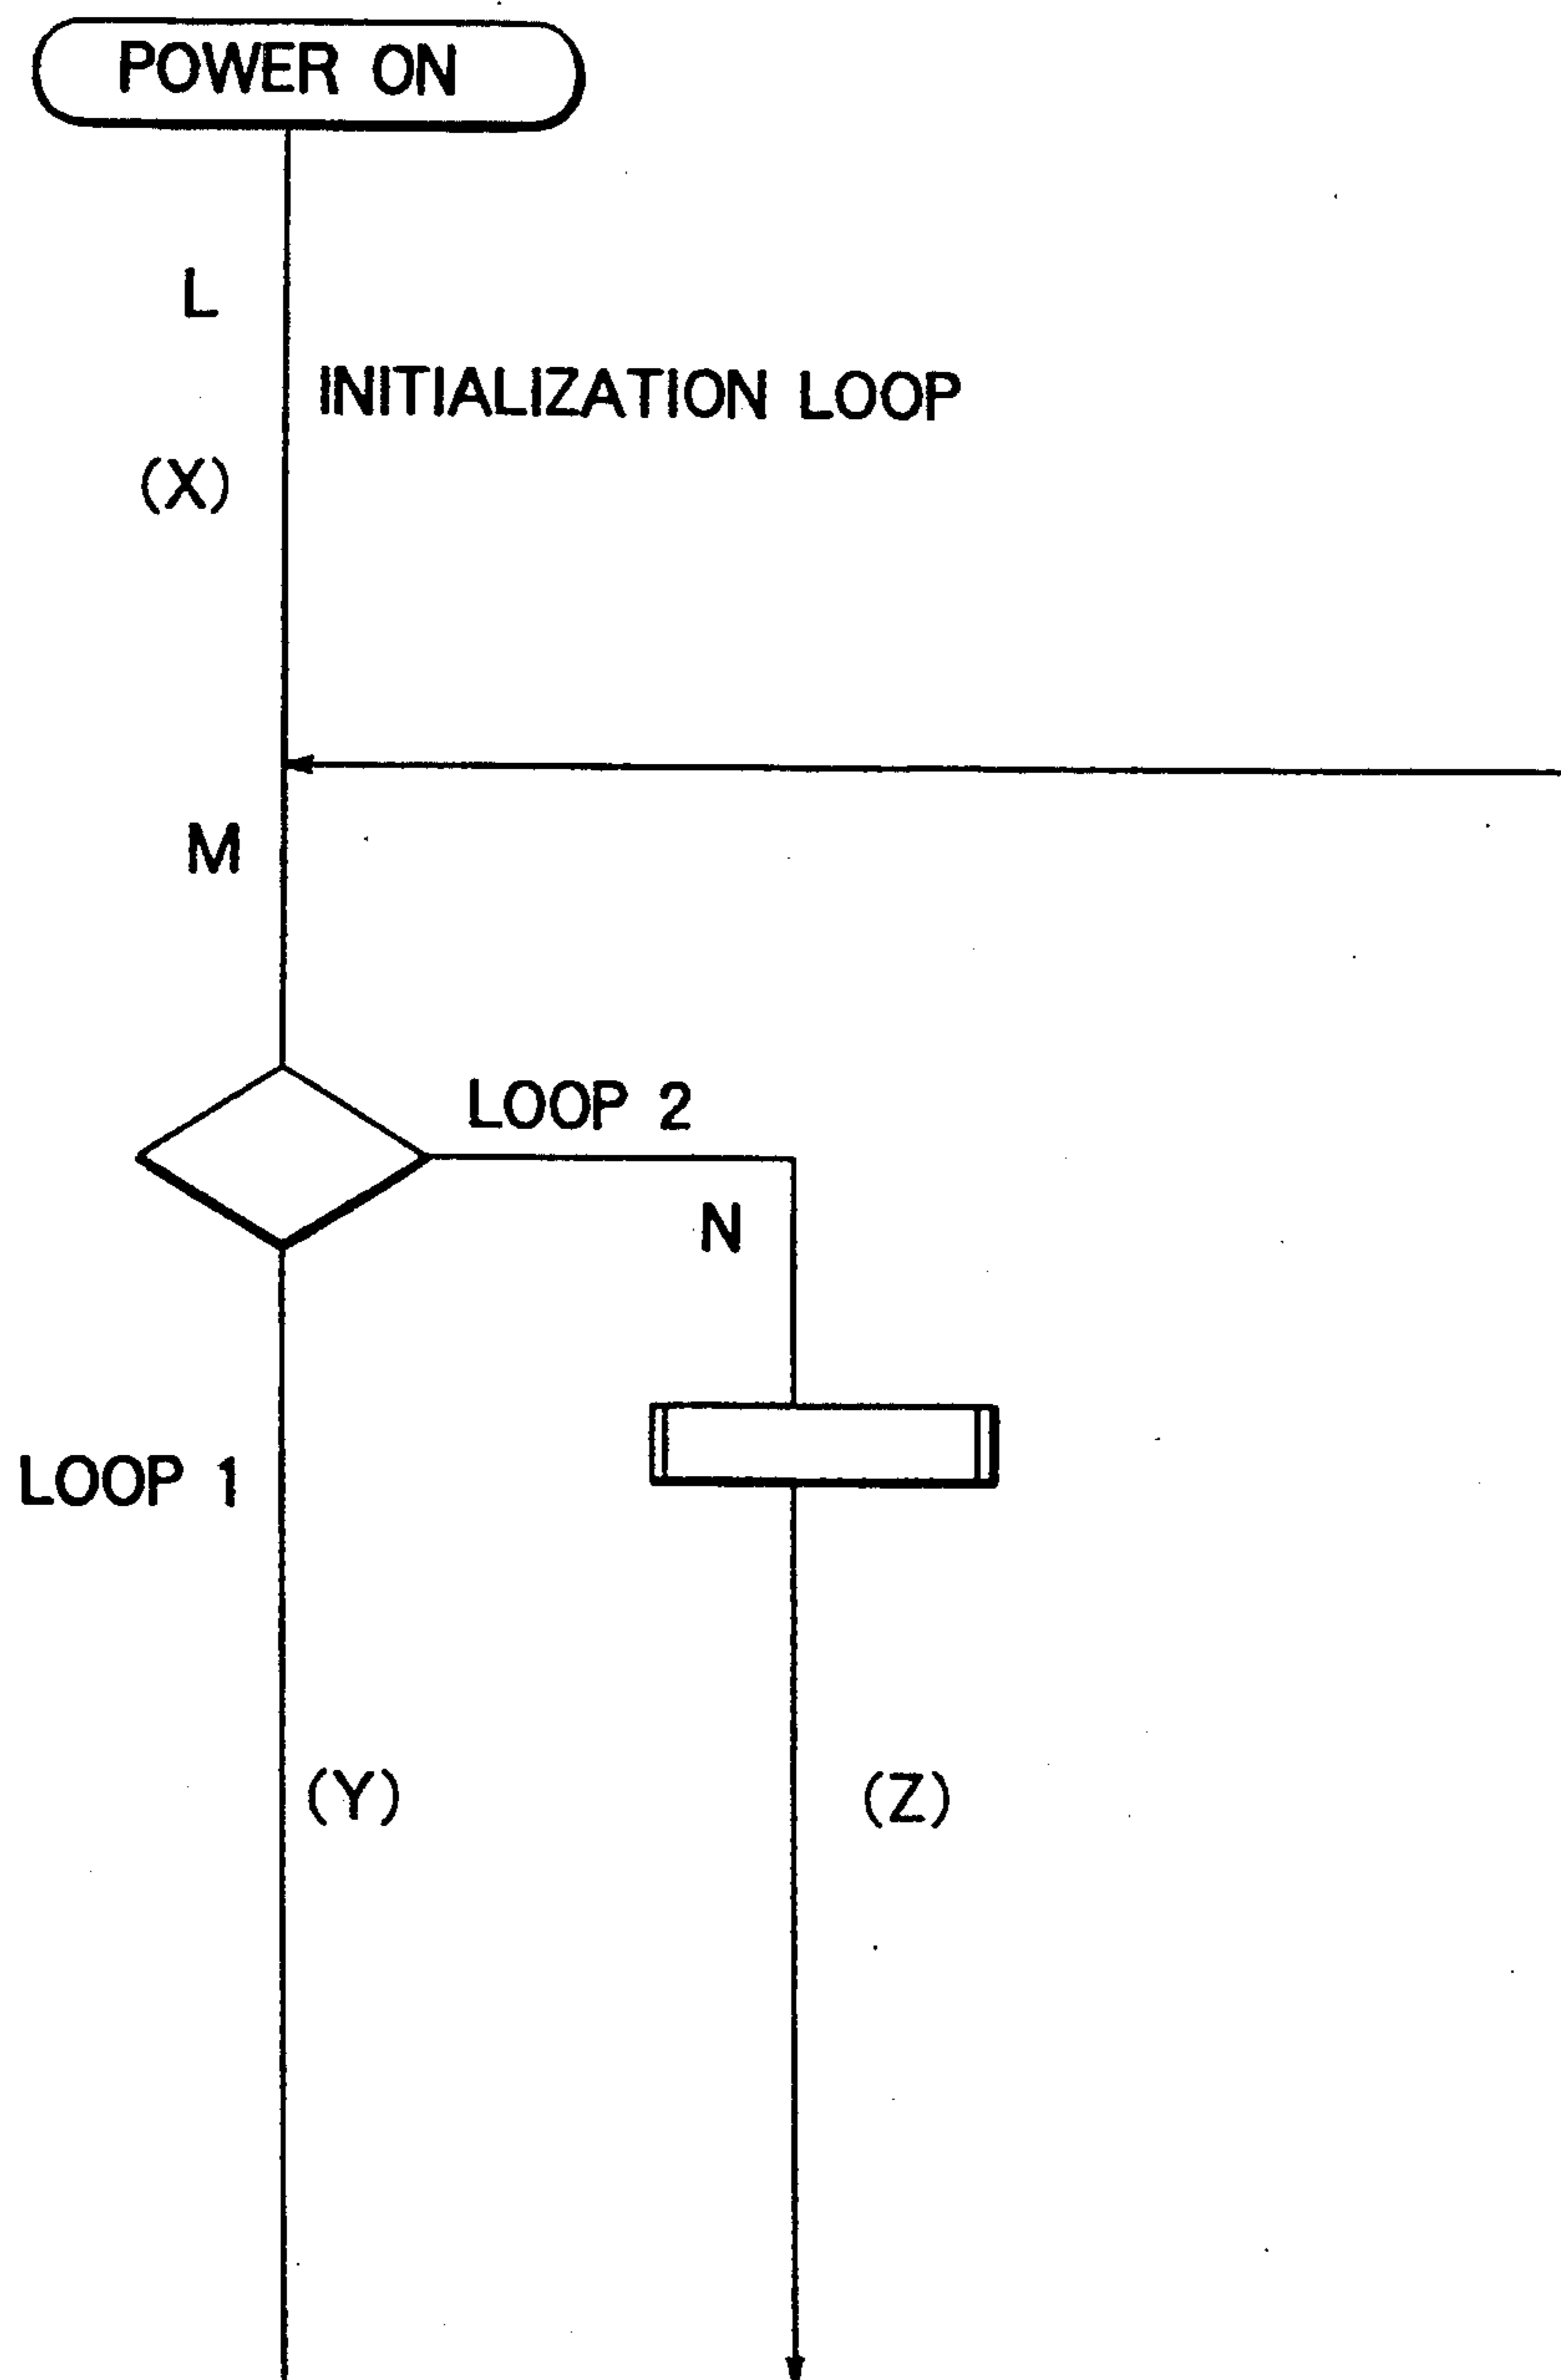 POWER ON
L
INITIALIZATION LOOP
(X)
M
LOOP 2
N
LOOP 1
(Y)
(Z)